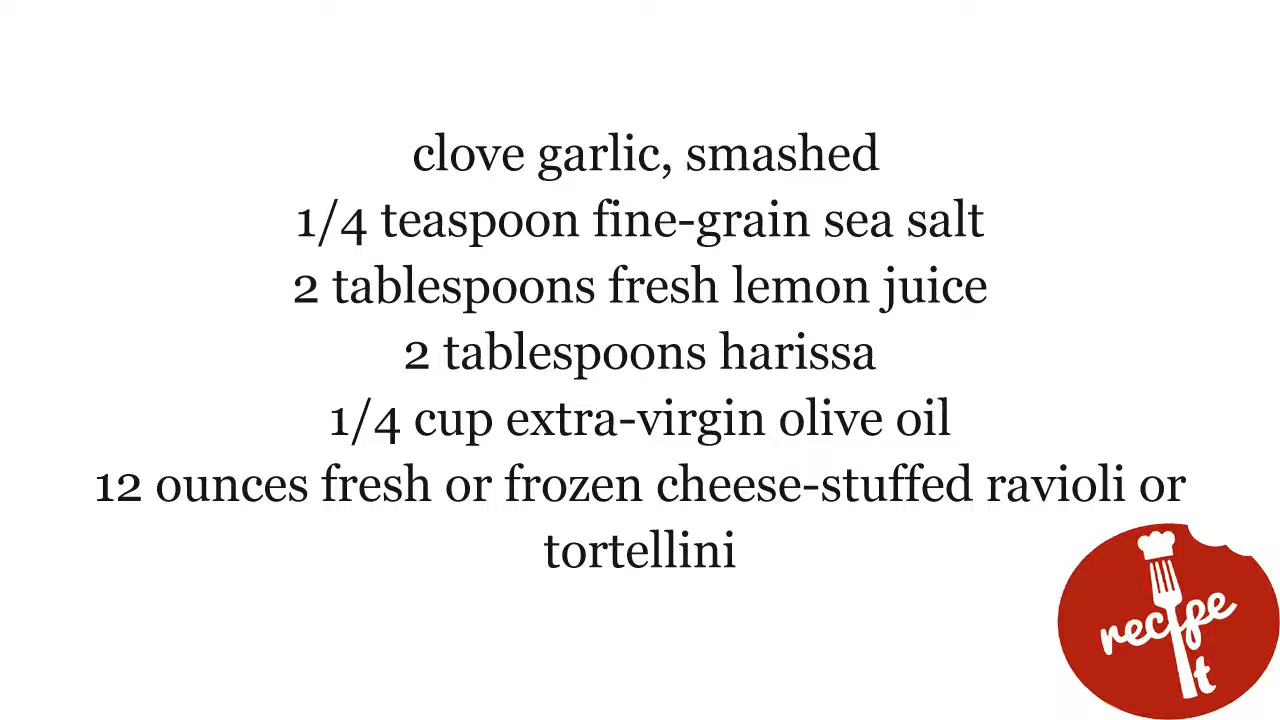 clove garlic, smashed
1/4 teaspoon fine-grain sea salt
2 tablespoons fresh lemon juice
2 tablespoons harissa
1/4 cup extra-virgin olive oil
12 ounces fresh or frozen cheese-stuffed ravioli or
tortellini
recipe
it